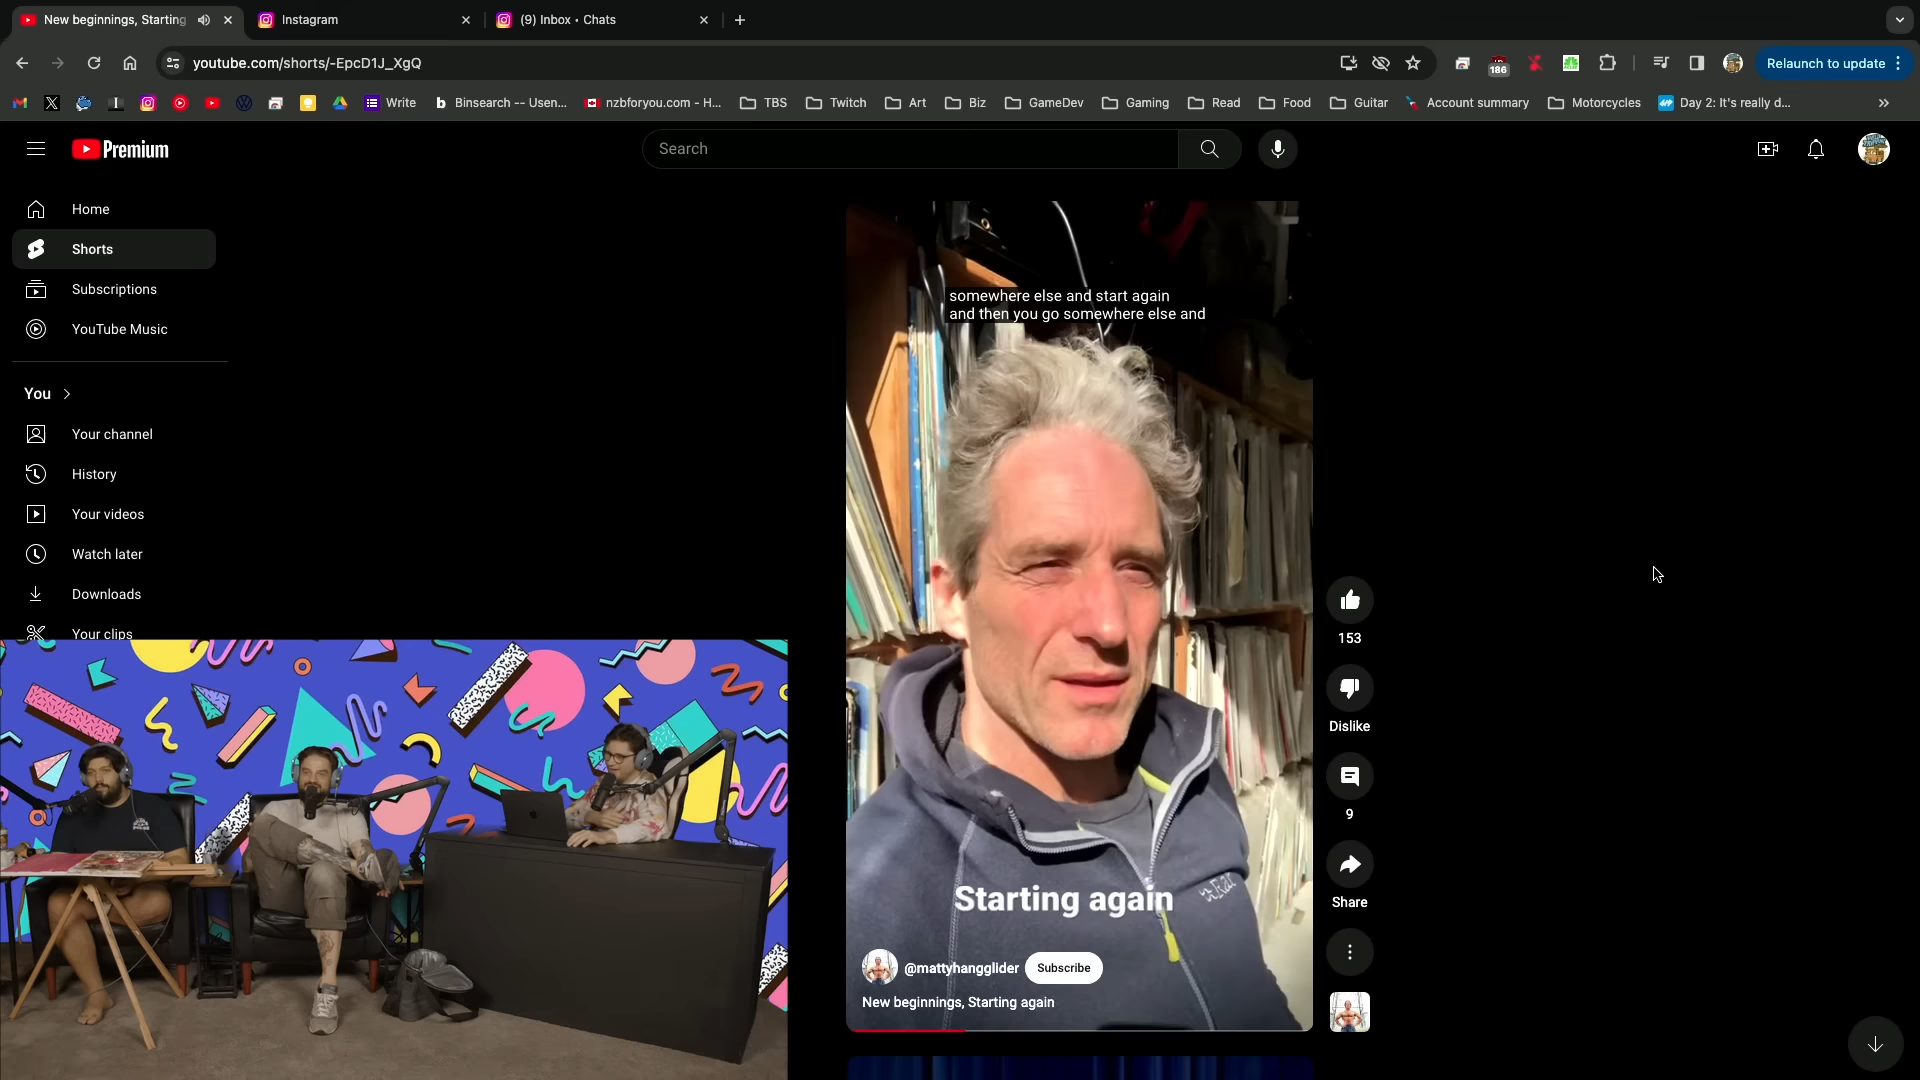 New beginnings, Starting
Instagram
(9) Inbox • Chats
youtube.com/shorts/-EpcD1J_XgQ
186
Relaunch to update
Write
Binsearch -- Usen...
nzbforyou.com - H...
TBS
Twitch
Art
Biz
GameDev
Gaming
Read
Food
Guitar
Account summary
Motorcycles
Day 2: It's really d...
Premium
Search
Home
Shorts
Subscriptions
YouTube Music
You
Your channel
History
Your videos
Watch later
Downloads
Your clips
somewhere else and start again
and then you go somewhere else and
Starting again
@mattyhangglider
Subscribe
New beginnings, Starting again
153
Dislike
9
Share